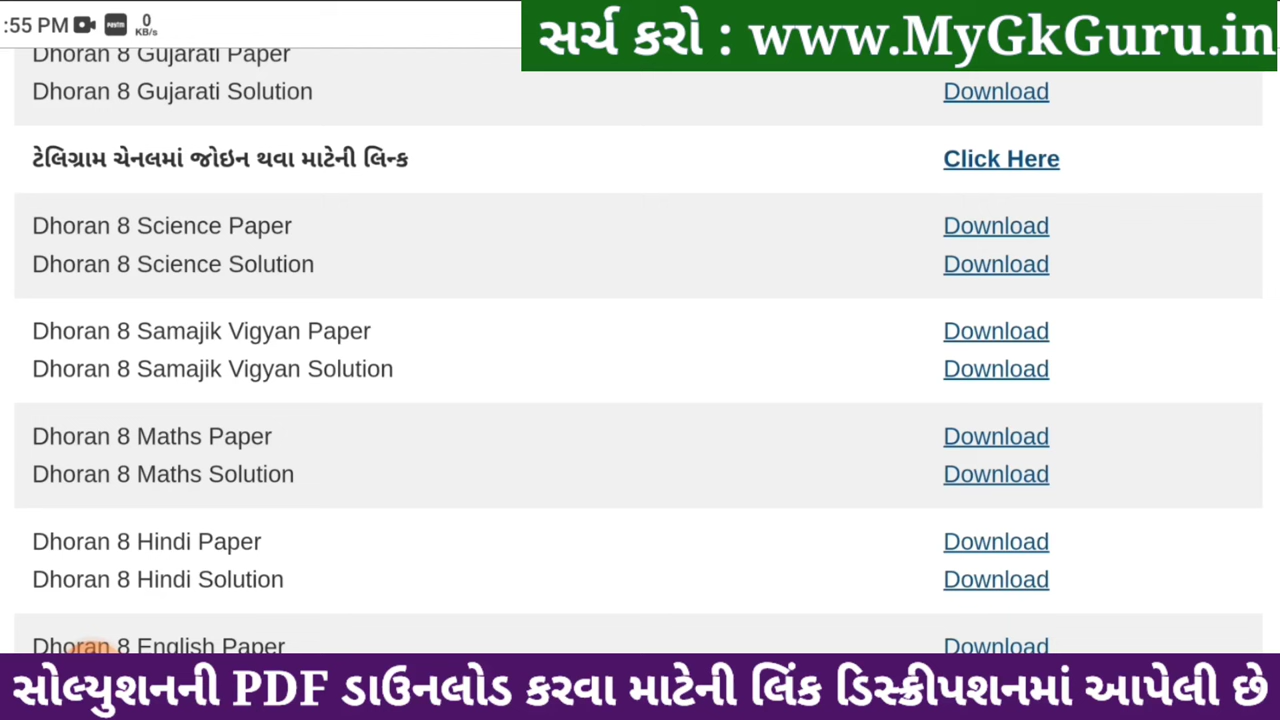 :55 PM
Paytm
0
KB/s
સર્ચ કરો : www.MyGkGuru.in
Dhoran 8 Gujarati Paper
Dhoran 8 Gujarati Solution Download
ટેલિગ્રામ ચેનલમાં જોઇન થવા માટેની લિન્ક Click Here
Dhoran 8 Science Paper Download
Dhoran 8 Science Solution Download
Dhoran 8 Samajik Vigyan Paper Download
Dhoran 8 Samajik Vigyan Solution Download
Dhoran 8 Maths Paper Download
Dhoran 8 Maths Solution Download
Dhoran 8 Hindi Paper Download
Dhoran 8 Hindi Solution Download
Dhoran 8 English Paper Download
સોલ્યુશનની PDF ડાઉનલોડ કરવા માટેની લિંક ડિસ્ક્રીપશનમાં આપેલી છે